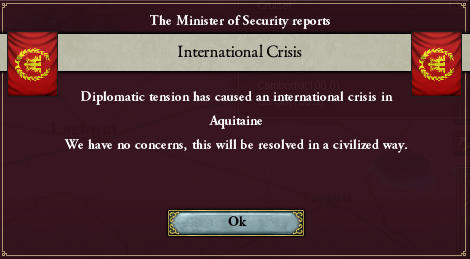 The Minister of Security reports
International Crisis
Diplomatic tension has caused an international crisis in
Aquitaine
We have no concerns, this will be resolved in a civilized way.
Ok